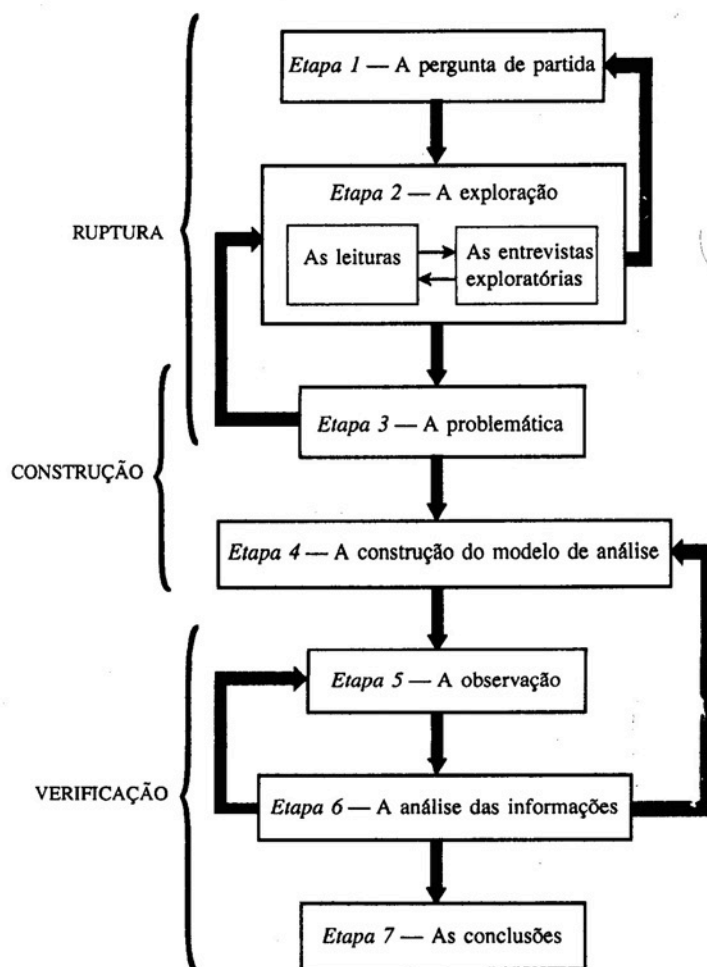 Etapa 1 — A pergunta de partida
Etapa 2 — A exploração
RUPTURA
As leituras
As entrevistas
exploratórias
Etapa 3 — A problemática
CONSTRUÇÃO
Etapa 4 — A construção do modelo de análise
Etapa 5 — A observação
VERIFICAÇÃO
Etapa 6 — A análise das informações
Etapa 7 — As conclusões